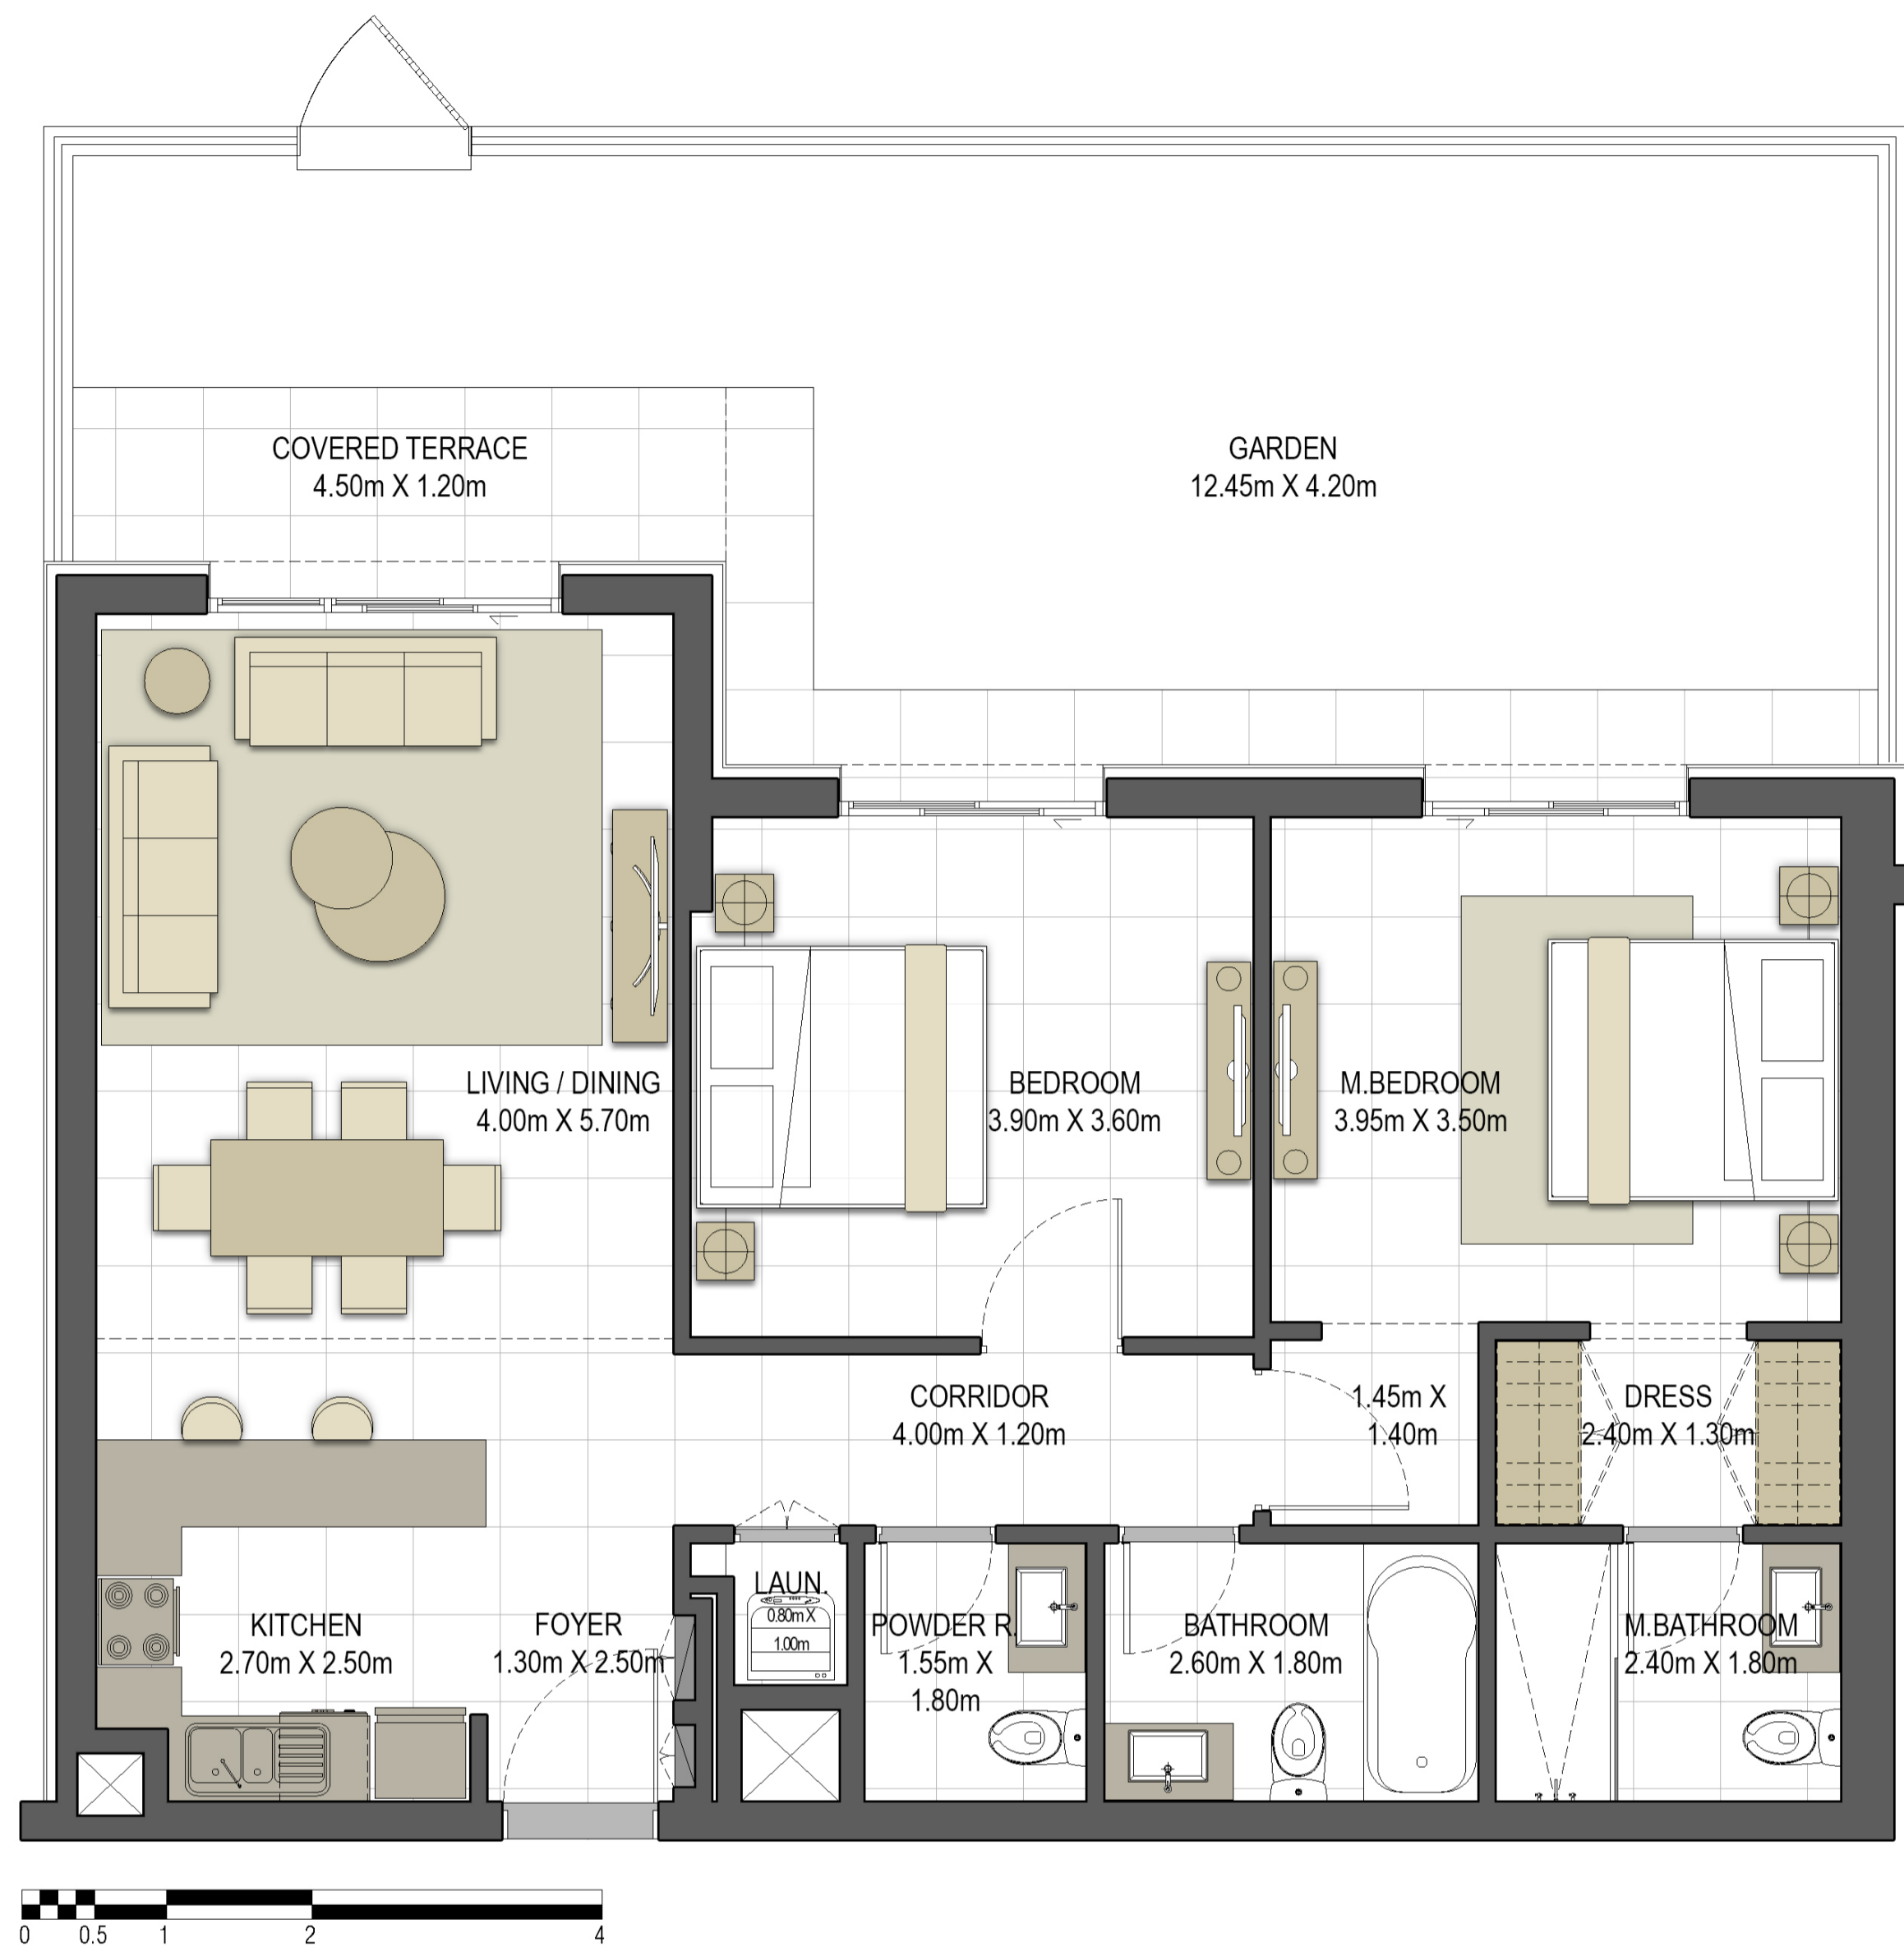 COVERED TERRACE
4.50m X 1.20m
GARDEN
12.45m X 4.20m
LIVING / DINING
4.00m X 5.70m
BEDROOM
3.90m X 3.60m
M.BEDROOM
3.95m X 3.50m
CORRIDOR
4.00m X 1.20m
1.45m X
1.40m
DRESS
2.40m X 1.30m
KITCHEN
2.70m X 2.50m
FOYER
1.30m X 2.50m
LAUN.
0.80m X
1.00m
POWDER R.
1.55m X
1.80m
BATHROOM
2.60m X 1.80m
M.BATHROOM
2.40m X 1.80m
0 0.5 1 2 4